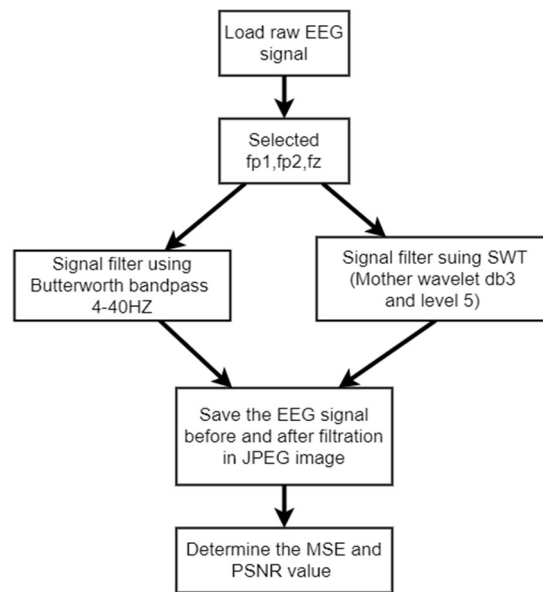 Load raw EEG
signal
Selected
fp1,fp2,fz
Signal filter using
Butterworth bandpass
4-40HZ
Signal filter suing SWT
(Mother wavelet db3
and level 5)
Save the EEG signal
before and after filtration
in JPEG image
Determine the MSE and
PSNR value